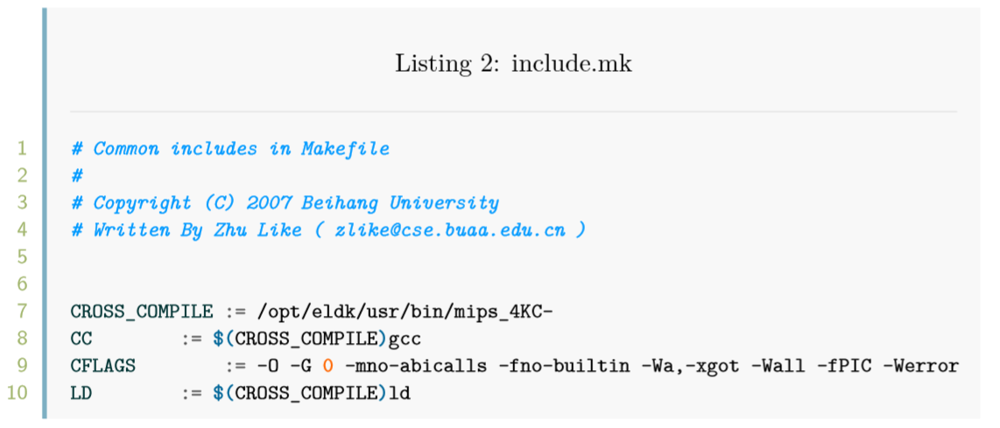 Listing 2: include.mk
1 # Common includes in Makefile
2 #
3 # Copyright (C) 2007 Beihang University
4 # Written By Zhu Like ( zlike@cse.buaa.edu.cn )
5
6
7 CROSS_COMPILE := /opt/eldk/usr/bin/mips_4KC-
8 CC := $(CROSS_COMPILE)gcc
9 CFLAGS := -O -G 0 -mno-abicalls -fno-builtin -Wa,-xgot -Wall -fPIC -Werror
10 LD := $(CROSS_COMPILE)ld